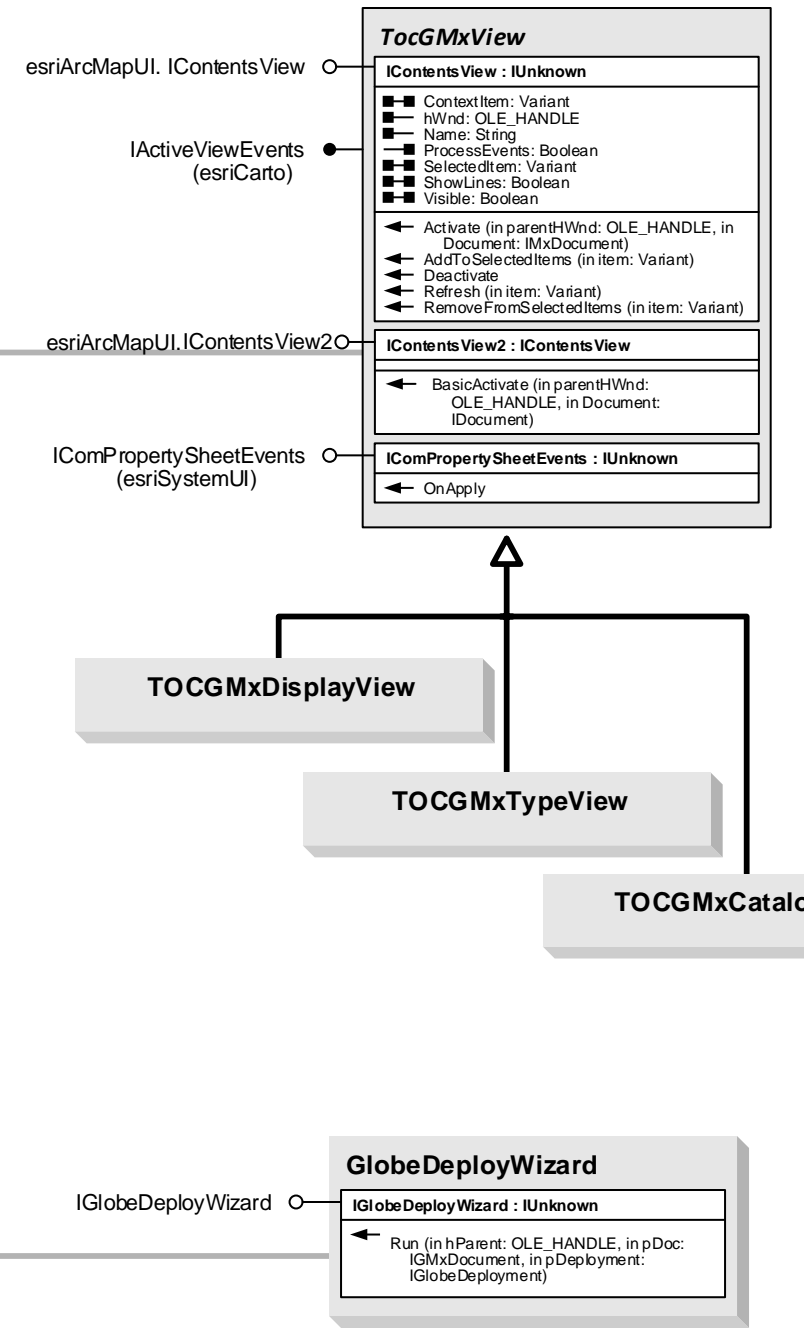 TocGMxView
esriArcMapUI. IContentsView
IContentsView : IUnknown
ContextItem: Variant
hWnd: OLE_HANDLE
Name: String
ProcessEvents: Boolean
SelectedItem: Variant
ShowLines: Boolean
Visible: Boolean
IActiveViewEvents
(esriCarto)
Activate (in parentHWnd: OLE_HANDLE, in
Document: IMxDocument)
AddToSelectedItems (in item: Variant)
Deactivate
Refresh (in item: Variant)
RemoveFromSelectedItems (in item: Variant)
esriArcMapUI.IContentsView2
IContentsView2 : IContentsView
BasicActivate (in parentHWnd:
OLE_HANDLE, in Document:
IDocument)
IComPropertySheetEvents
(esriSystemUI)
IComPropertySheetEvents : IUnknown
OnApply
TOCGMxDisplayView
TOCGMxTypeView
TOCGMxCatalo
GlobeDeployWizard
IGlobeDeployWizard
IGlobeDeployWizard : IUnknown
Run (in hParent: OLE_HANDLE, in pDoc:
IGMxDocument, in pDeployment:
IGlobeDeployment)